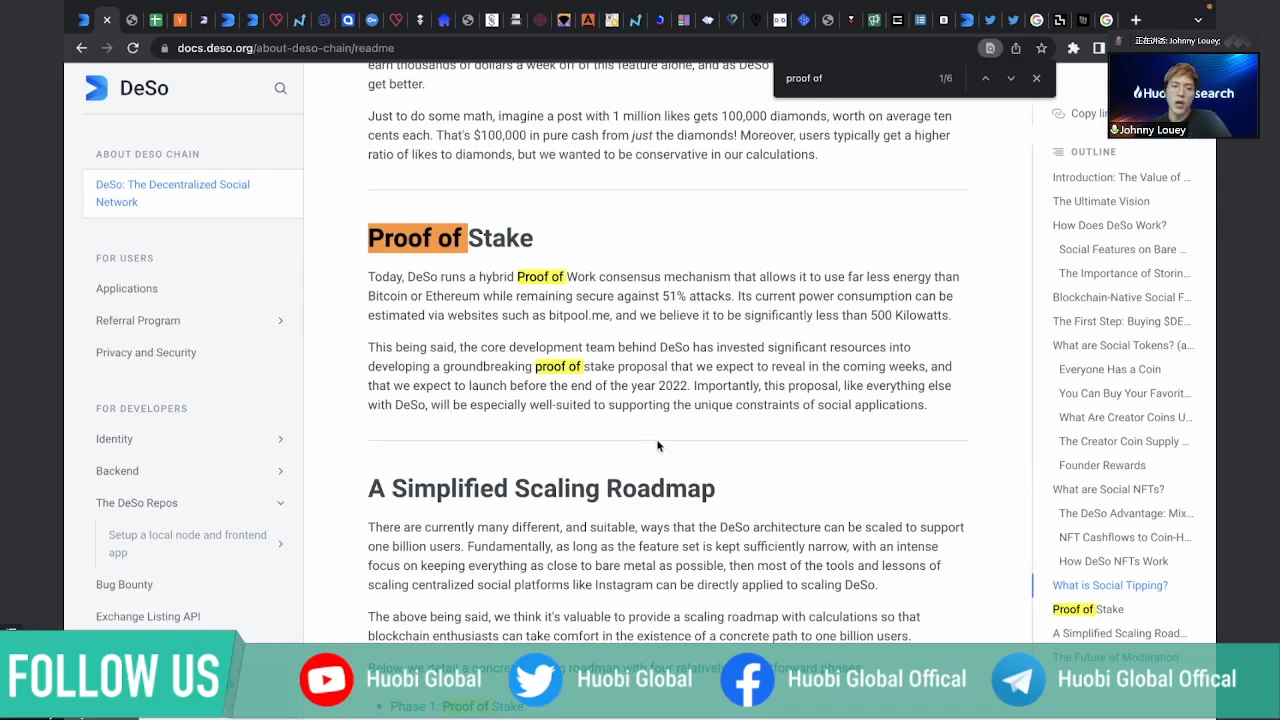 docs.deso.org/about-deso-chain/readme
正在讲话: Johnny Louey;
proof of
1/6
DeSo
ABOUT DESO CHAIN
DeSo: The Decentralized Social
Network
FOR USERS
Applications
Referral Program
Privacy and Security
FOR DEVELOPERS
Identity
Backend
The DeSo Repos
Setup a local node and frontend
app
Bug Bounty
Exchange Listing API
earn thousands of dollars a week off of this feature alone, and as DeSo
get better.
Just to do some math, imagine a post with 1 million likes gets 100,000 diamonds, worth on average ten
cents each. That's $100,000 in pure cash from just the diamonds! Moreover, users typically get a higher
ratio of likes to diamonds, but we wanted to be conservative in our calculations.
Proof of Stake
Today, DeSo runs a hybrid Proof of Work consensus mechanism that allows it to use far less energy than
Bitcoin or Ethereum while remaining secure against 51% attacks. Its current power consumption can be
estimated via websites such as bitpool.me, and we believe it to be significantly less than 500 Kilowatts.
This being said, the core development team behind DeSo has invested significant resources into
developing a groundbreaking proof of stake proposal that we expect to reveal in the coming weeks, and
that we expect to launch before the end of the year 2022. Importantly, this proposal, like everything else
with DeSo, will be especially well-suited to supporting the unique constraints of social applications.
A Simplified Scaling Roadmap
There are currently many different, and suitable, ways that the DeSo architecture can be scaled to support
one billion users. Fundamentally, as long as the feature set is kept sufficiently narrow, with an intense
focus on keeping everything as close to bare metal as possible, then most of the tools and lessons of
scaling centralized social platforms like Instagram can be directly applied to scaling DeSo.
The above being said, we think it's valuable to provide a scaling roadmap with calculations so that
blockchain enthusiasts can take comfort in the existence of a concrete path to one billion users.
Below, we detail a concrete scaling roadmap with four relatively forward phases:
Phase 1: Proof of Stake.
Copy lin
OUTLINE
Introduction: The Value of ...
The Ultimate Vision
How Does DeSo Work?
Social Features on Bare ...
The Importance of Storin...
Blockchain-Native Social F...
The First Step: Buying $DE...
What are Social Tokens? (a...
Everyone Has a Coin
You Can Buy Your Favorit...
What Are Creator Coins U...
The Creator Coin Supply ...
Founder Rewards
What are Social NFTs?
The DeSo Advantage: Mix...
NFT Cashflows to Coin-H...
How DeSo NFTs Work
What is Social Tipping?
Proof of Stake
A Simplified Scaling Road...
The Future of Moderation
Huobi Research
Johnny Louey
FOLLOW US
Huobi Global
Huobi Global
Huobi Global Offical
Huobi Global Offical